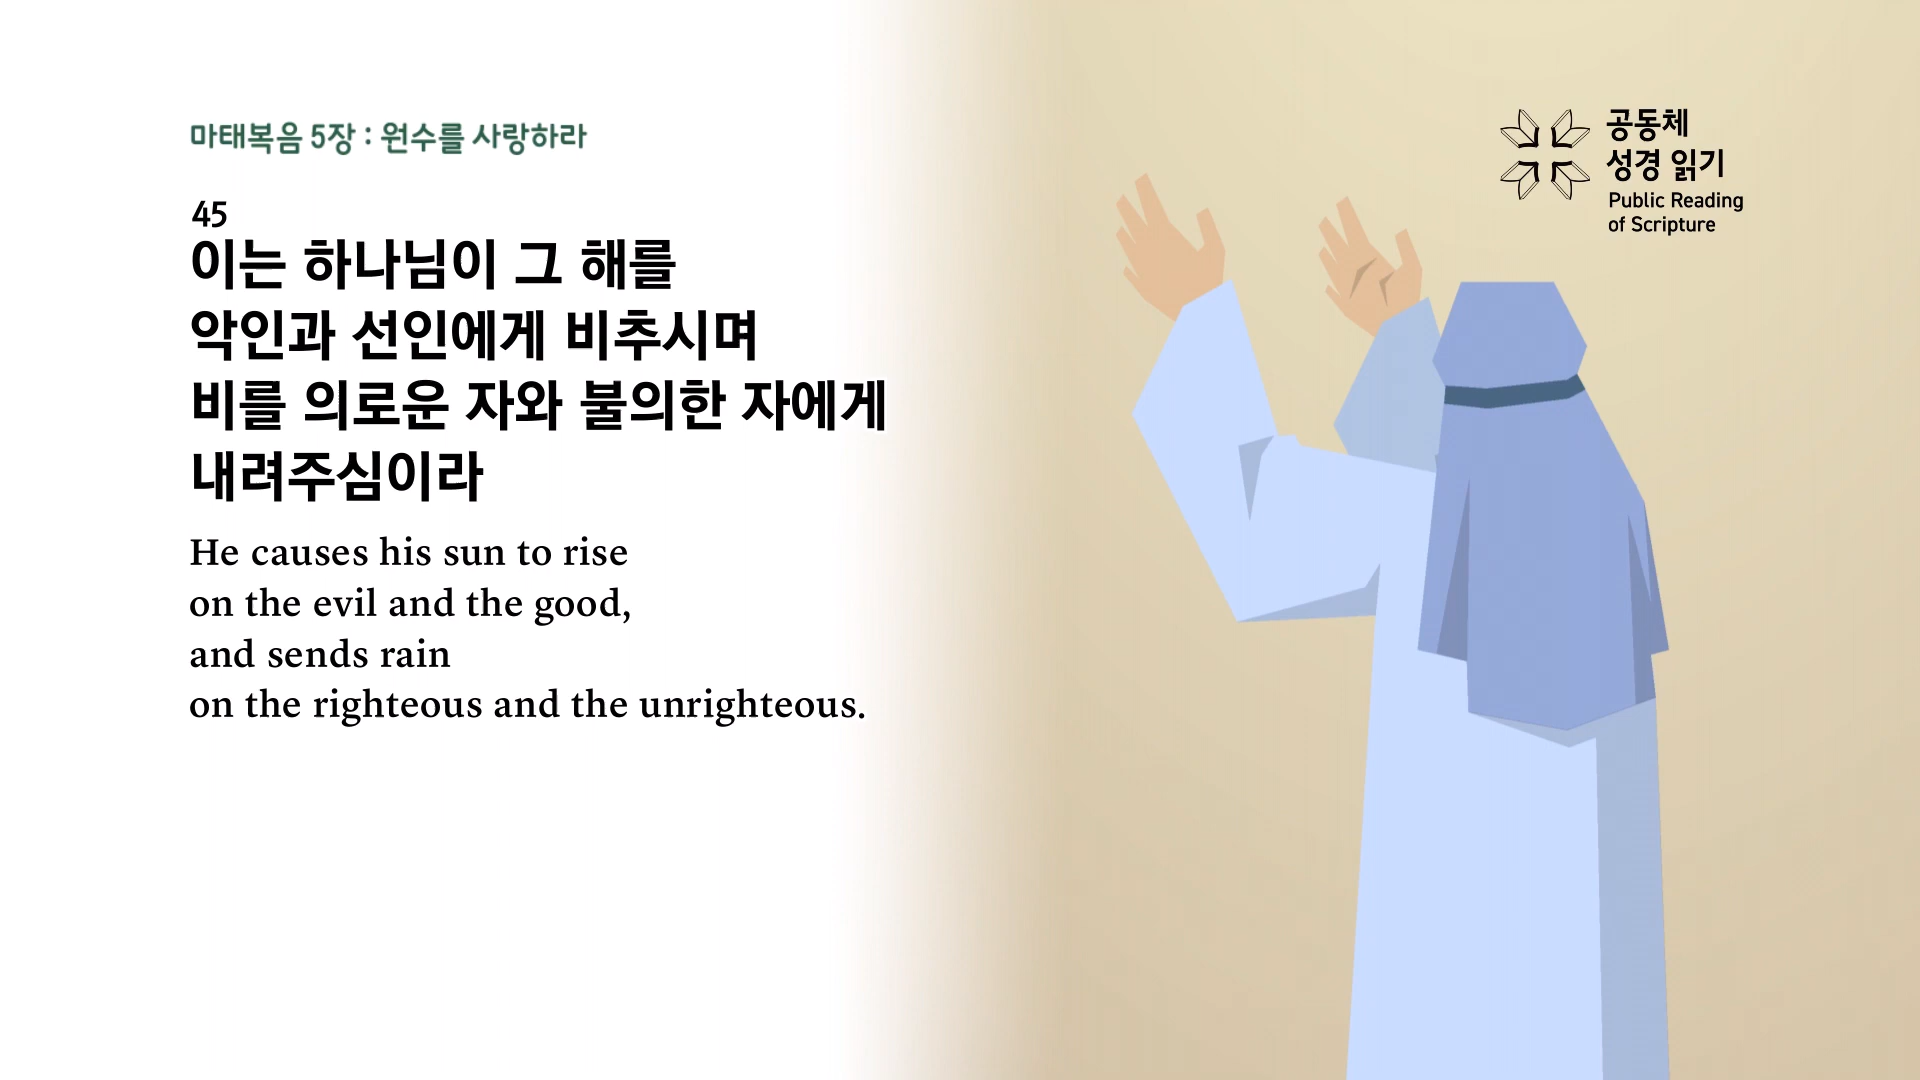 마태복음 5장 : 원수를 사랑하라
45
이는 하나님이 그 해를
악인과 선인에게 비추시며
비를 의로운 자와 불의한 자에게
내려주심이라
He causes his sun to rise
on the evil and the good,
and sends rain
on the righteous and the unrighteous.
공동체
성경 읽기
Public Reading
of Scripture